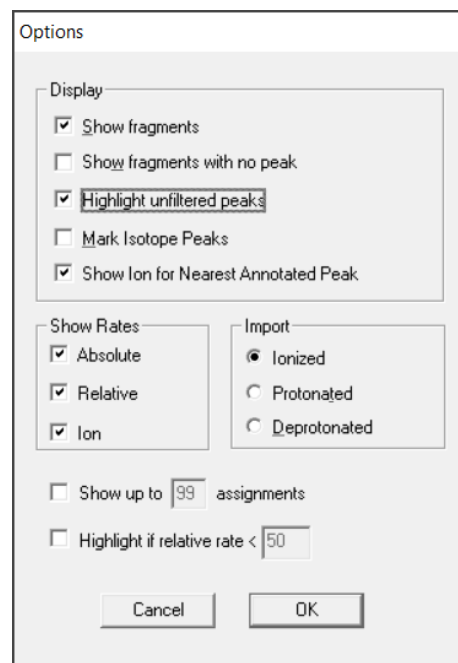 Options
Display
Show fragments
Show fragments with no peak
Highlight unfiltered peaks
Mark Isotope Peaks
Show Ion for Nearest Annotated Peak
Show Rates
Absolute
Relative
Ion
Import
Ionized
Protonated
Deprotonated
Show up to 99 assignments
Highlight if relative rate < 50
Cancel OK